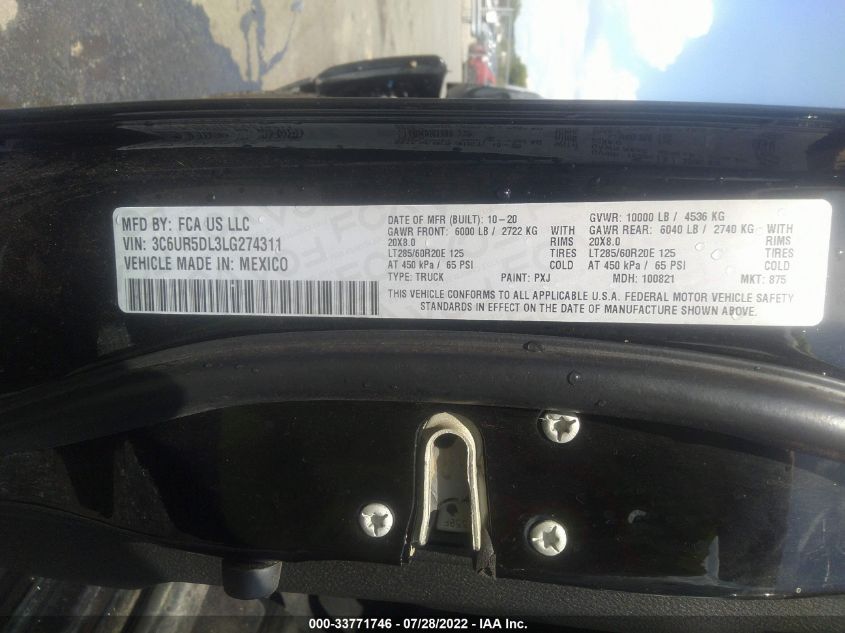 MFD BY: FCA US LLC
VIN: 3C6UR5DL3LG274311
VEHICLE MADE IN: MEXICO
DATE OF MFR (BUILT): 10-20 GVWR: 10000 LB / 4536 KG
GAWR FRONT: 6000 LB / 2722 KG WITH GAWR REAR: 6040 LB / 2740 KG WITH
20X8.0 RIMS 20X8.0 RIMS
LT285/60R20E 125 TIRES LT285/60R20E 125 TIRES
AT 450 kPa / 65 PSI COLD AT 450 kPa / 65 PSI COLD
TYPE: TRUCK PAINT: PXJ MDH: 100821 MKT: 875
THIS VEHICLE CONFORMS TO ALL APPLICABLE U.S.A. FEDERAL MOTOR VEHICLE SAFETY
STANDARDS IN EFFECT ON THE DATE OF MANUFACTURE SHOWN ABOVE.
000-33771746 - 07/28/2022 - IAA Inc.